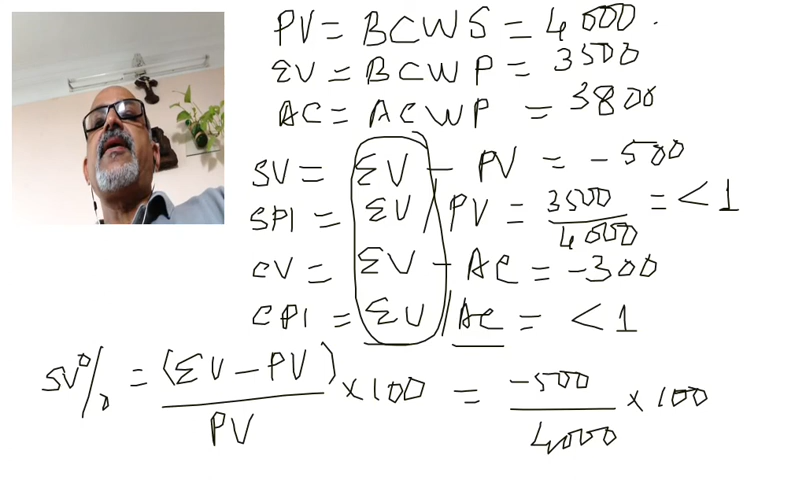 PV = BCWS = 4000.
EV = BCWP = 3500
AC = ACWP = 3800
SV = EV - PV = -500
SPI = EV / PV = 3500/4000 = < 1
CV = EV - AC = -300
CPI = EV / AC = < 1
SV% = (EV - PV)/PV × 100 = -500/4000 × 100